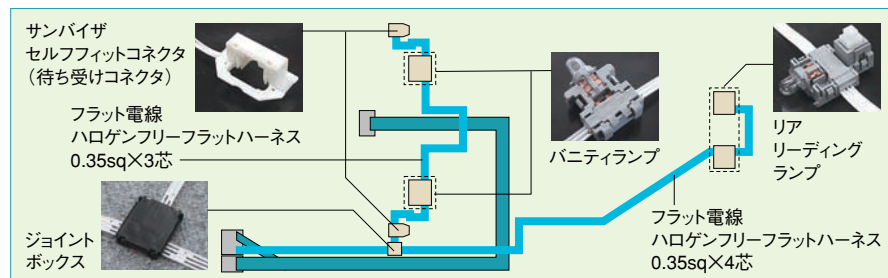 サンバイザ
セルフフィットコネクタ
（待ち受けコネクタ）
フラット電線
ハロゲンフリーフラットハーネス
0.35sq×3芯
ジョイント
ボックス
バニティランプ
リア
リーディング
ランプ
フラット電線
ハロゲンフリーフラットハーネス
0.35sq×4芯